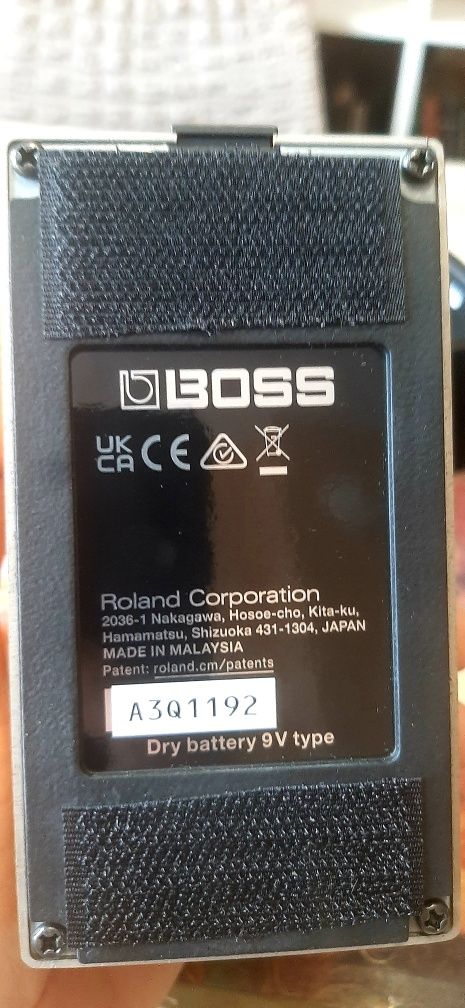 BOSS
UK
CA CE
Roland Corporation
2036-1 Nakagawa, Hosoe-cho, Kita-ku,
Hamamatsu, Shizuoka 431-1304, JAPAN
MADE IN MALAYSIA
Patent: roland.cm/patents
A3Q1192
Dry battery 9V type